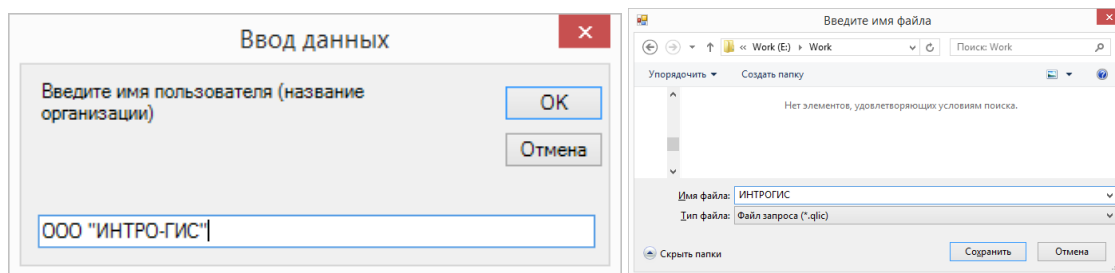 Ввод данных
Введите имя пользователя (название
организации)
OK
Отмена
ООО "ИНТРО-ГИС"
Введите имя файла
« Work (E:) Work
Поиск: Work
Упорядочить
Создать папку
Нет элементов, удовлетворяющих условиям поиска.
Имя файла: ИНТРОГИС
Тип файла: Файл запроса (*.qlic)
Скрыть папки
Сохранить
Отмена